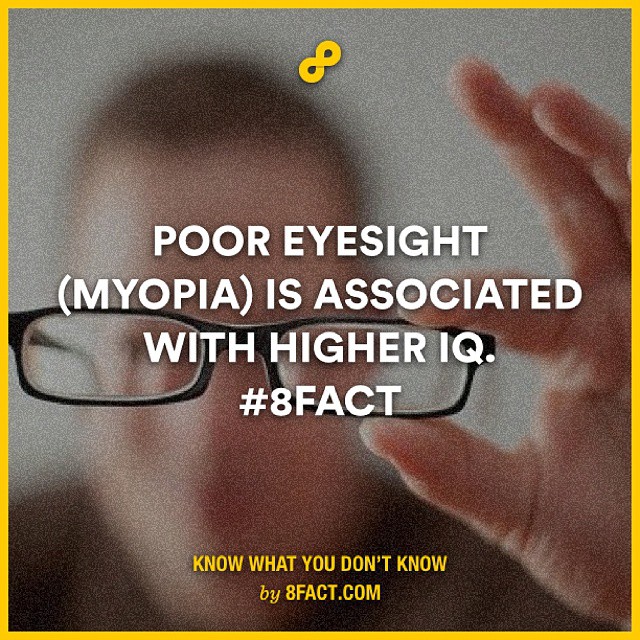 POOR EYESIGHT
(MYOPIA) IS ASSOCIATED
WITH HIGHER IQ.
#8FACT
KNOW WHAT YOU DON'T KNOW
by 8FACT.COM